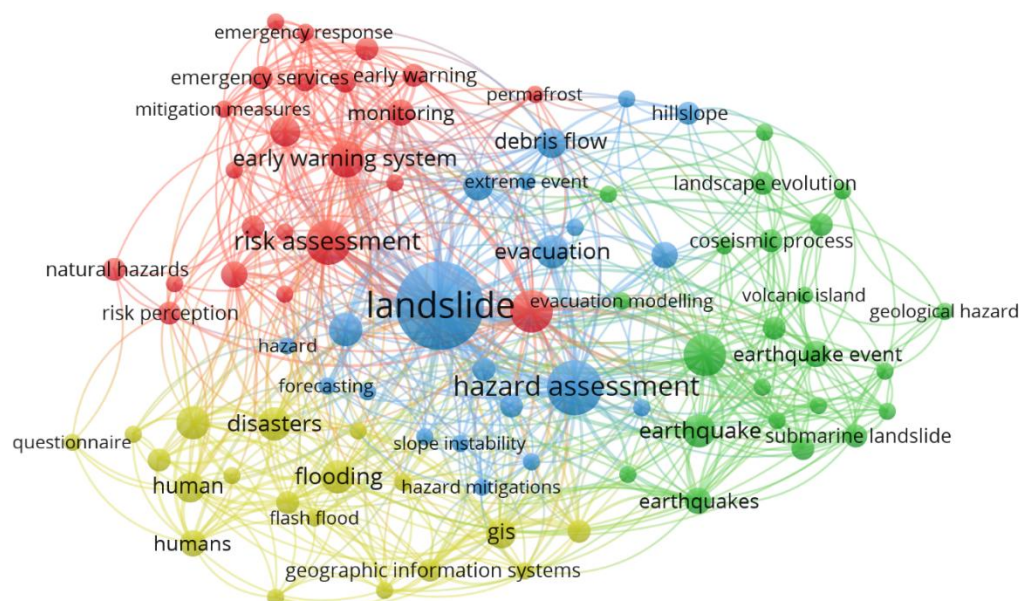 emergency response
emergency services
early warning
mitigation measures
monitoring
permafrost
hillslope
debris flow
early warning system
extreme event
landscape evolution
risk assessment
evacuation
coseismic process
natural hazards
risk perception
landslide
evacuation modelling
volcanic island
geological hazard
hazard
earthquake event
forecasting
hazard assessment
disasters
questionnaire
slope instability
earthquake
submarine landslide
human
flooding
hazard mitigations
earthquakes
flash flood
humans
gis
geographic information systems